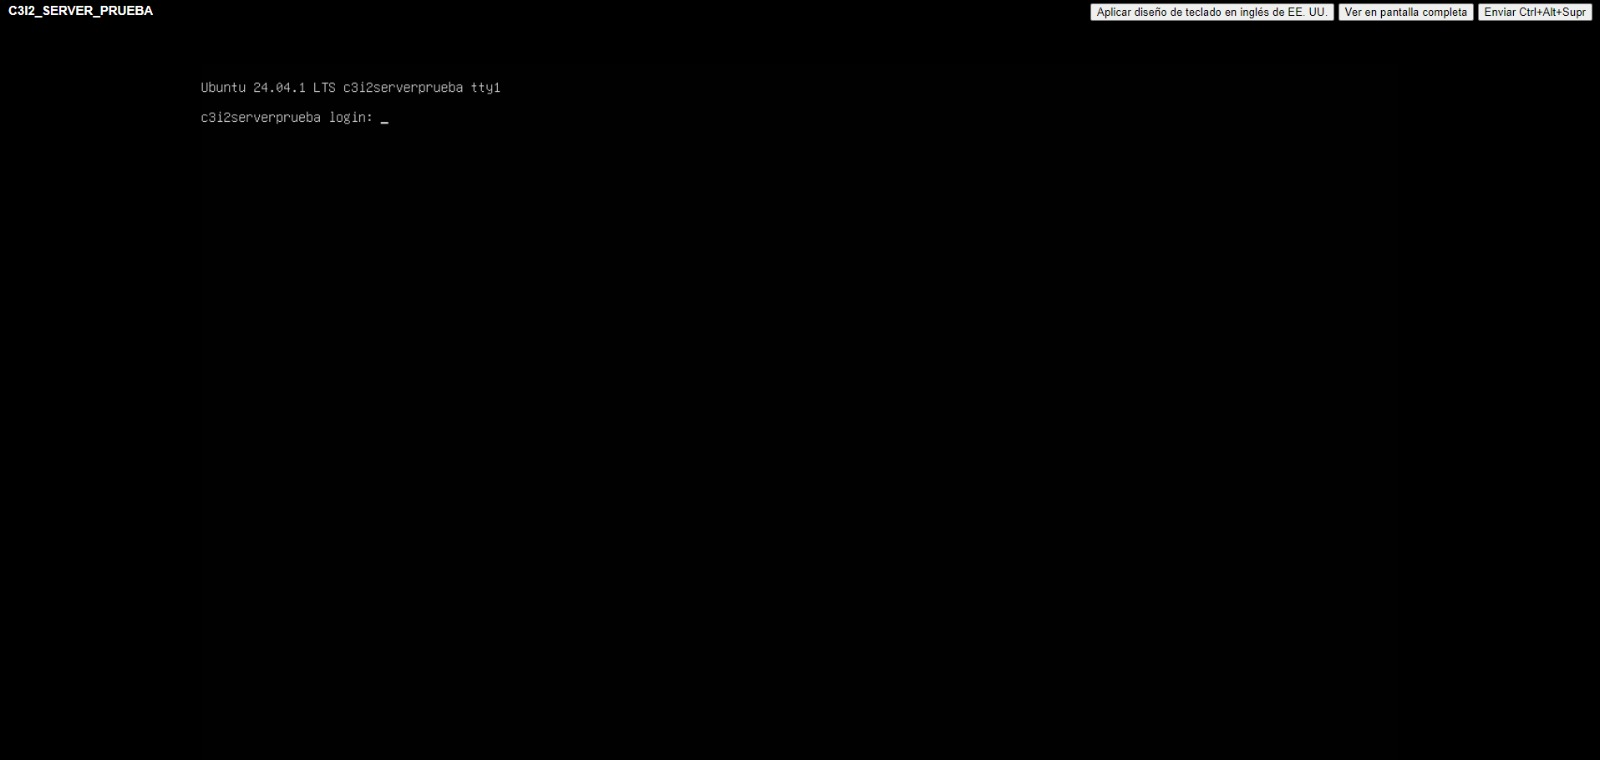 C3I2_SERVER_PRUEBA
Aplicar diseño de teclado en inglés de EE. UU.
Ver en pantalla completa
Enviar Ctrl+Alt+Supr
Ubuntu 24.04.1 LTS c3i2serverprueba tty1
c3i2serverprueba login: _